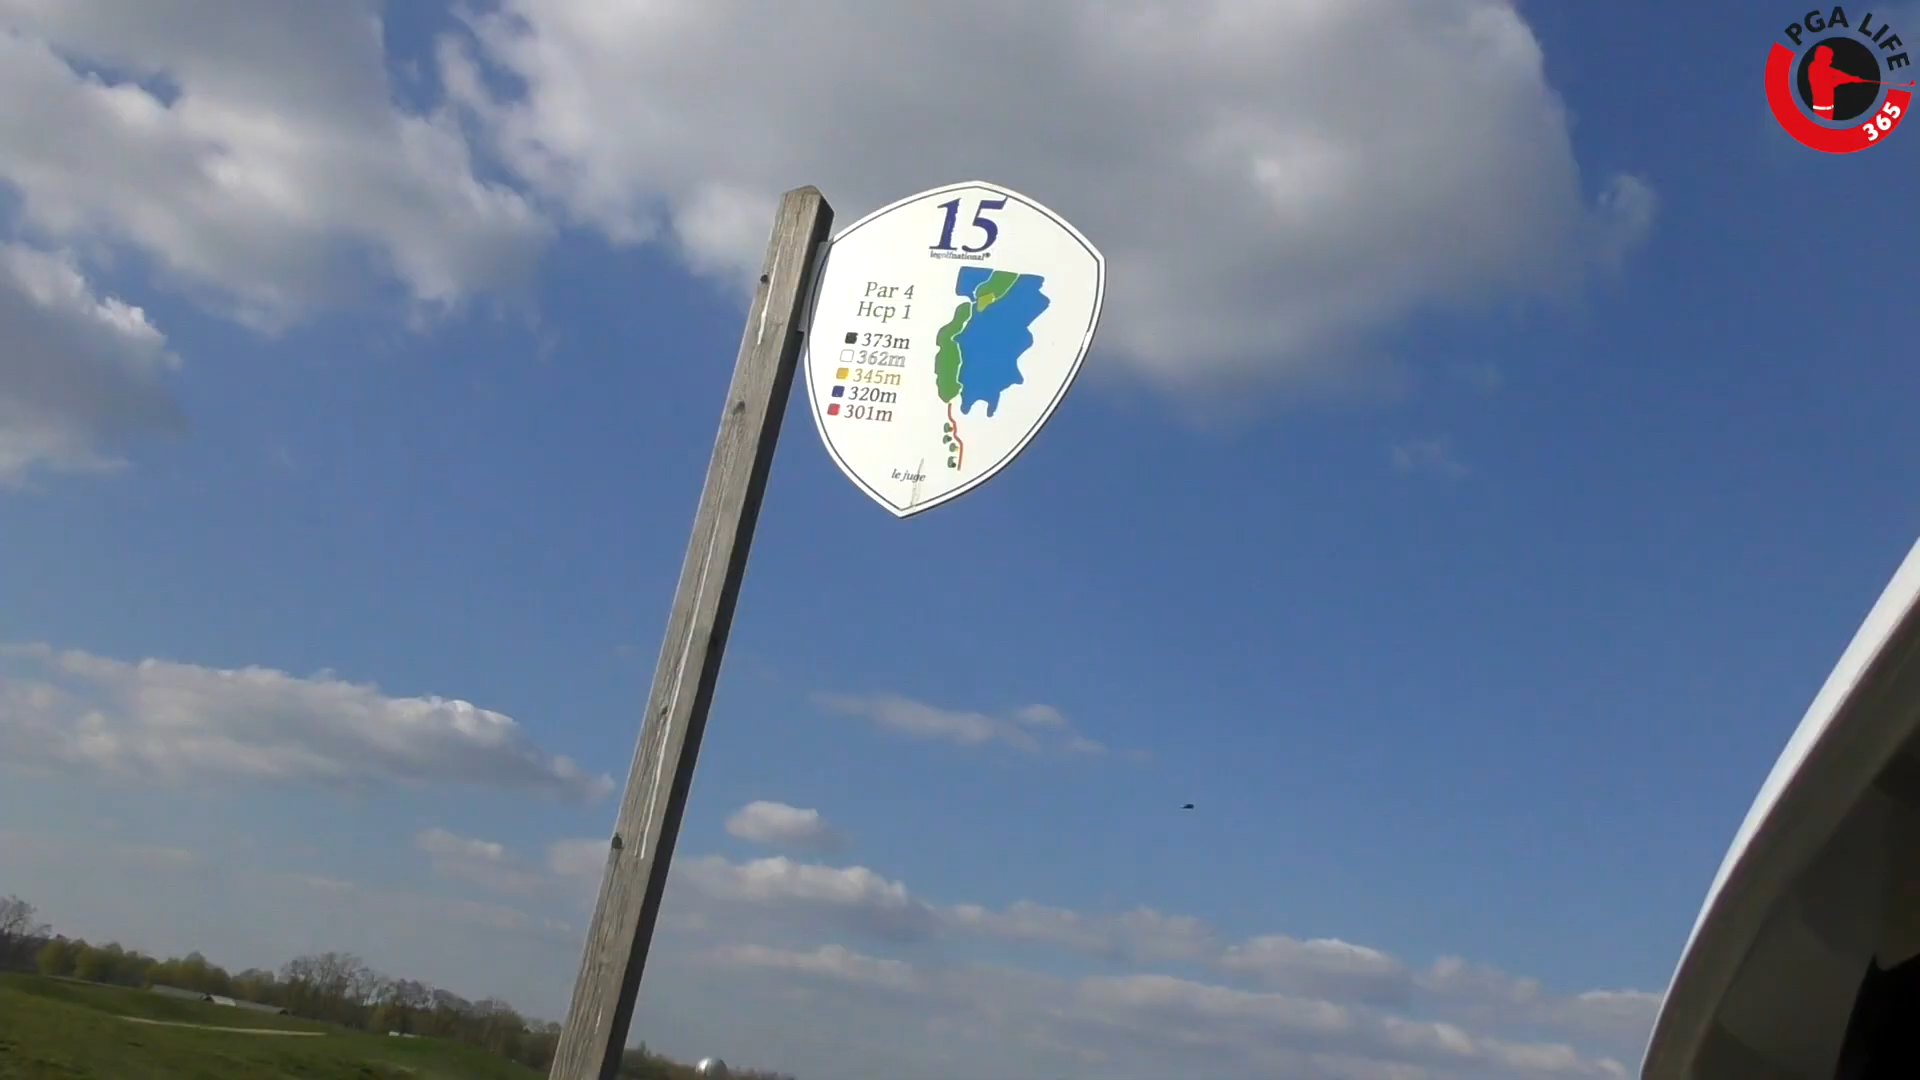 PGA LIFE
365
15
legolfnational®
Par 4
Hcp 1
373m
362m
345m
320m
301m
le juge